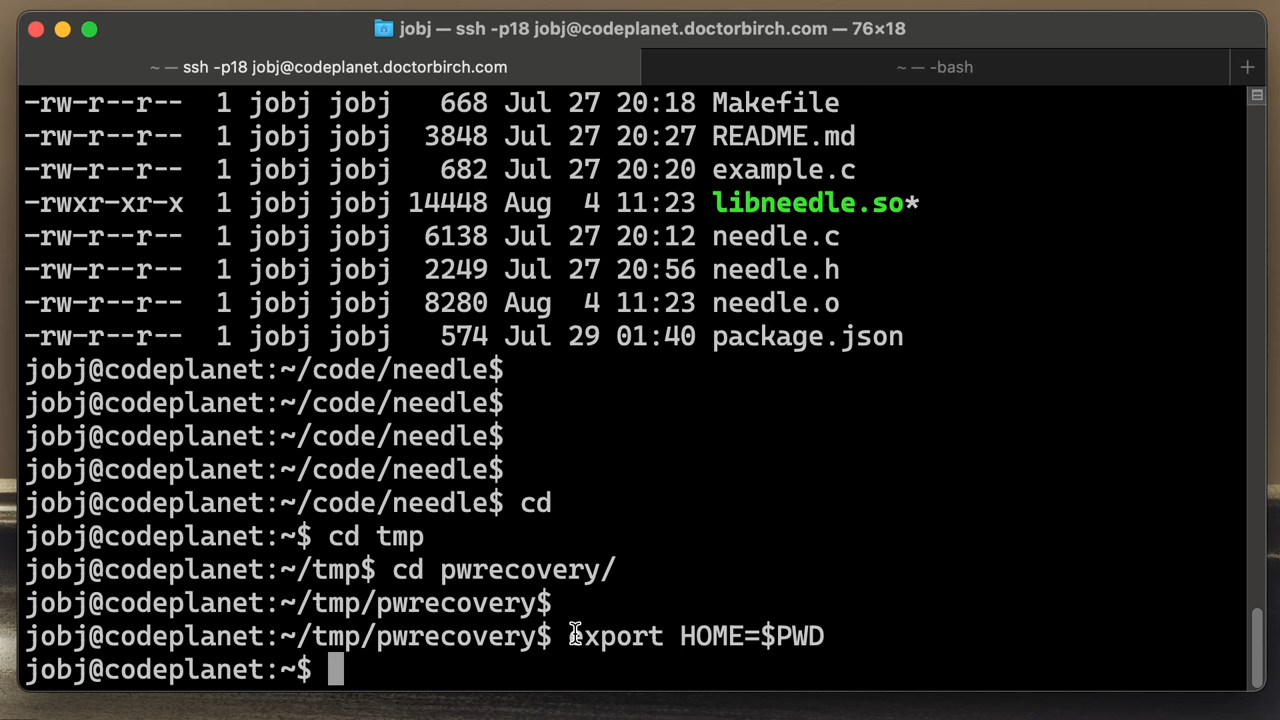 jobj — ssh -p18 jobj@codeplanet.doctorbirch.com — 76×18
~ — ssh -p18 jobj@codeplanet.doctorbirch.com
~ — -bash
-rw-r--r--  1 jobj jobj   668 Jul 27 20:18 Makefile
-rw-r--r--  1 jobj jobj  3848 Jul 27 20:27 README.md
-rw-r--r--  1 jobj jobj   682 Jul 27 20:20 example.c
-rwxr-xr-x  1 jobj jobj 14448 Aug  4 11:23 libneedle.so*
-rw-r--r--  1 jobj jobj  6138 Jul 27 20:12 needle.c
-rw-r--r--  1 jobj jobj  2249 Jul 27 20:56 needle.h
-rw-r--r--  1 jobj jobj  8280 Aug  4 11:23 needle.o
-rw-r--r--  1 jobj jobj   574 Jul 29 01:40 package.json
jobj@codeplanet:~/code/needle$
jobj@codeplanet:~/code/needle$
jobj@codeplanet:~/code/needle$
jobj@codeplanet:~/code/needle$
jobj@codeplanet:~/code/needle$ cd
jobj@codeplanet:~$ cd tmp
jobj@codeplanet:~/tmp$ cd pwrecovery/
jobj@codeplanet:~/tmp/pwrecovery$
jobj@codeplanet:~/tmp/pwrecovery$ export HOME=$PWD
jobj@codeplanet:~$